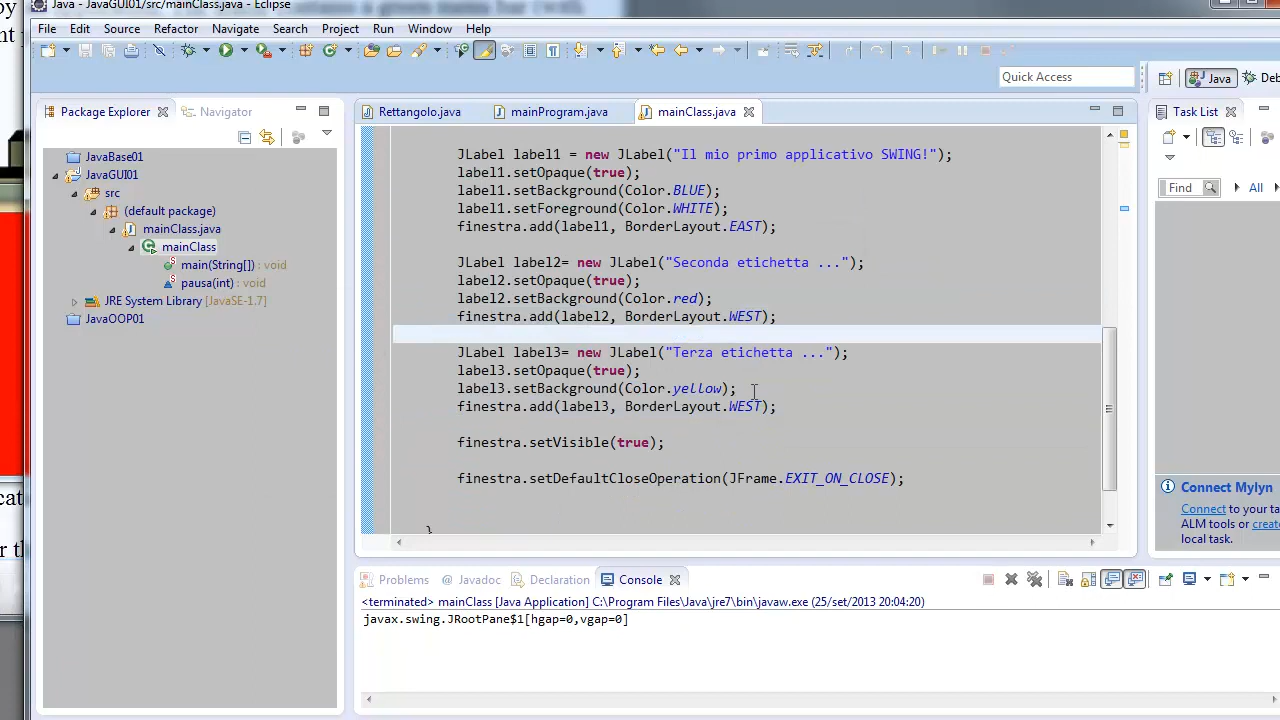 Java - JavaGUI01/src/mainClass.java - Eclipse
File Edit Source Refactor Navigate Search Project Run Window Help
Quick Access
Java
Package Explorer
Navigator
Rettangolo.java
mainProgram.java
mainClass.java
Task List
JavaBase01
JavaGUI01
src
(default package)
mainClass.java
mainClass
main(String[]) : void
pausa(int) : void
JRE System Library [JavaSE-1.7]
JavaOOP01
JLabel label1 = new JLabel("Il mio primo applicativo SWING!");
label1.setOpaque(true);
label1.setBackground(Color.BLUE);
label1.setForeground(Color.WHITE);
finestra.add(label1, BorderLayout.EAST);
JLabel label2= new JLabel("Seconda etichetta ...");
label2.setOpaque(true);
label2.setBackground(Color.red);
finestra.add(label2, BorderLayout.WEST);
JLabel label3= new JLabel("Terza etichetta ...");
label3.setOpaque(true);
label3.setBackground(Color.yellow);
finestra.add(label3, BorderLayout.WEST);
finestra.setVisible(true);
finestra.setDefaultCloseOperation(JFrame.EXIT_ON_CLOSE);
}
Find
All
Connect Mylyn
Connect to your ta
ALM tools or create
local task.
Problems
Javadoc
Declaration
Console
<terminated> mainClass [Java Application] C:\Program Files\Java\jre7\bin\javaw.exe (25/set/2013 20:04:20)
javax.swing.JRootPane$1[hgap=0,vgap=0]